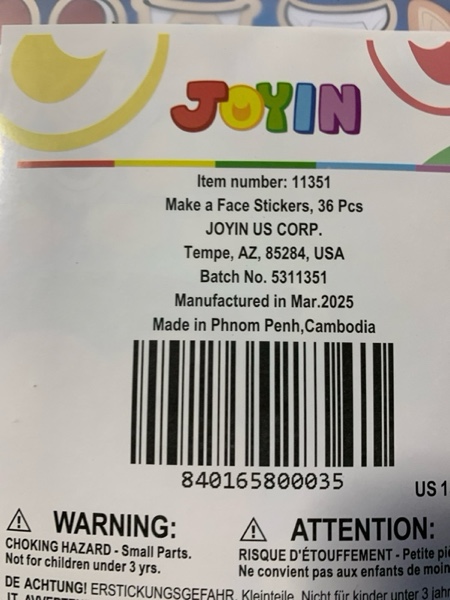 JOYIN
Item number: 11351
Make a Face Stickers, 36 Pcs
JOYIN US CORP.
Tempe, AZ, 85284, USA
Batch No. 5311351
Manufactured in Mar.2025
Made in Phnom Penh,Cambodia
840165800035
US 1
WARNING:
CHOKING HAZARD - Small Parts.
Not for children under 3 yrs.
ATTENTION:
RISQUE D'ÉTOUFFEMENT - Petite
Ne convient pas aux enfants de moin
DE ACHTUNG! ERSTICKUNGSGEFAHR. Kleinteile. Nicht für kinder unter 3